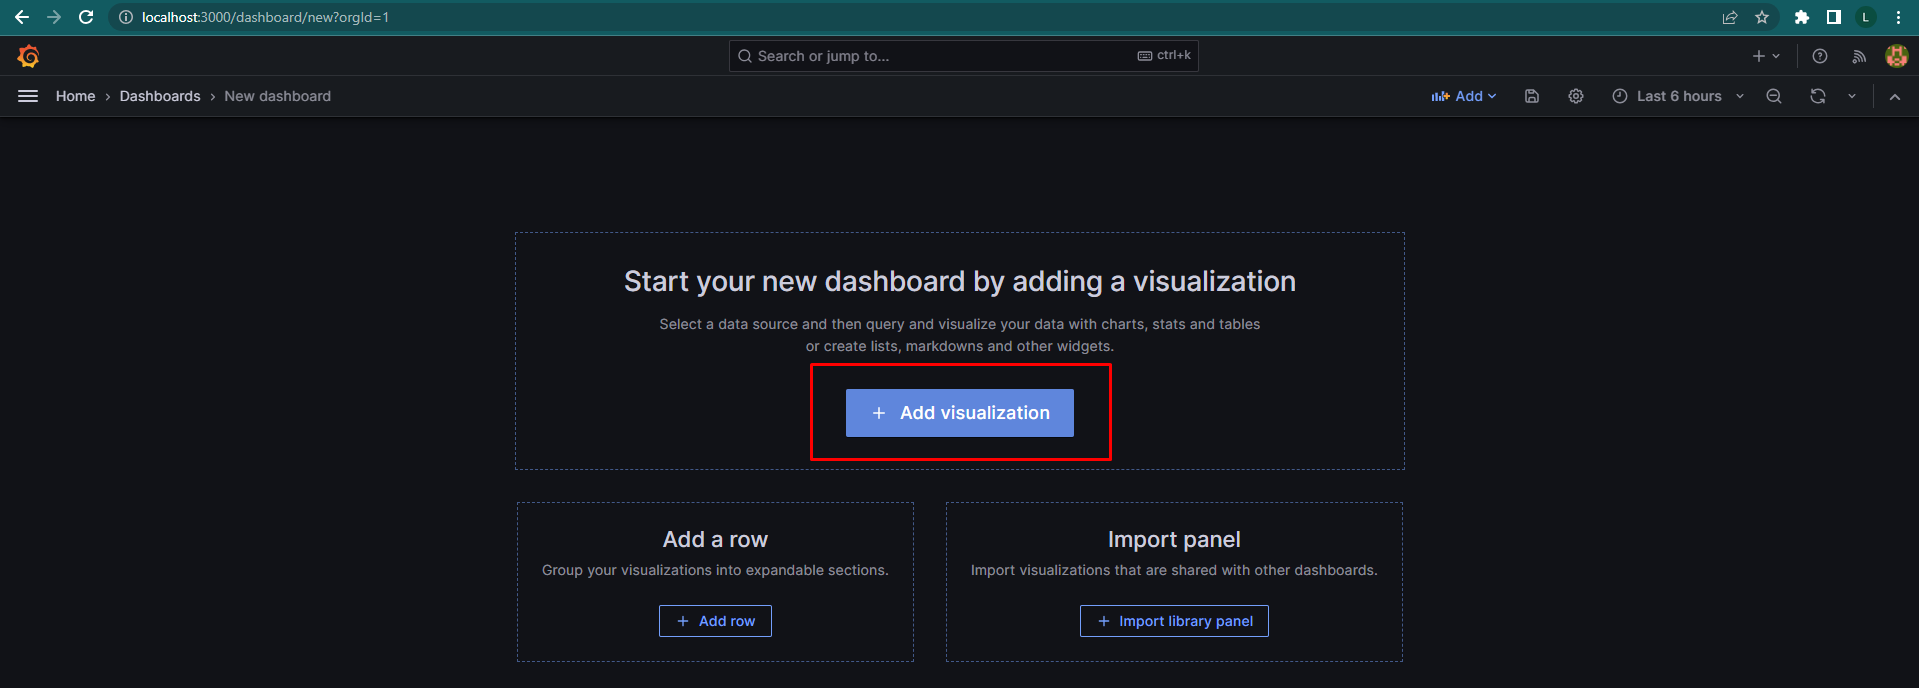 localhost:3000/dashboard/new?orgId=1
L
Search or jump to...
ctrl+k
Home › Dashboards › New dashboard
Add
Last 6 hours
Start your new dashboard by adding a visualization
Select a data source and then query and visualize your data with charts, stats and tables
or create lists, markdowns and other widgets.
+ Add visualization
Add a row
Group your visualizations into expandable sections.
+ Add row
Import panel
Import visualizations that are shared with other dashboards.
+ Import library panel